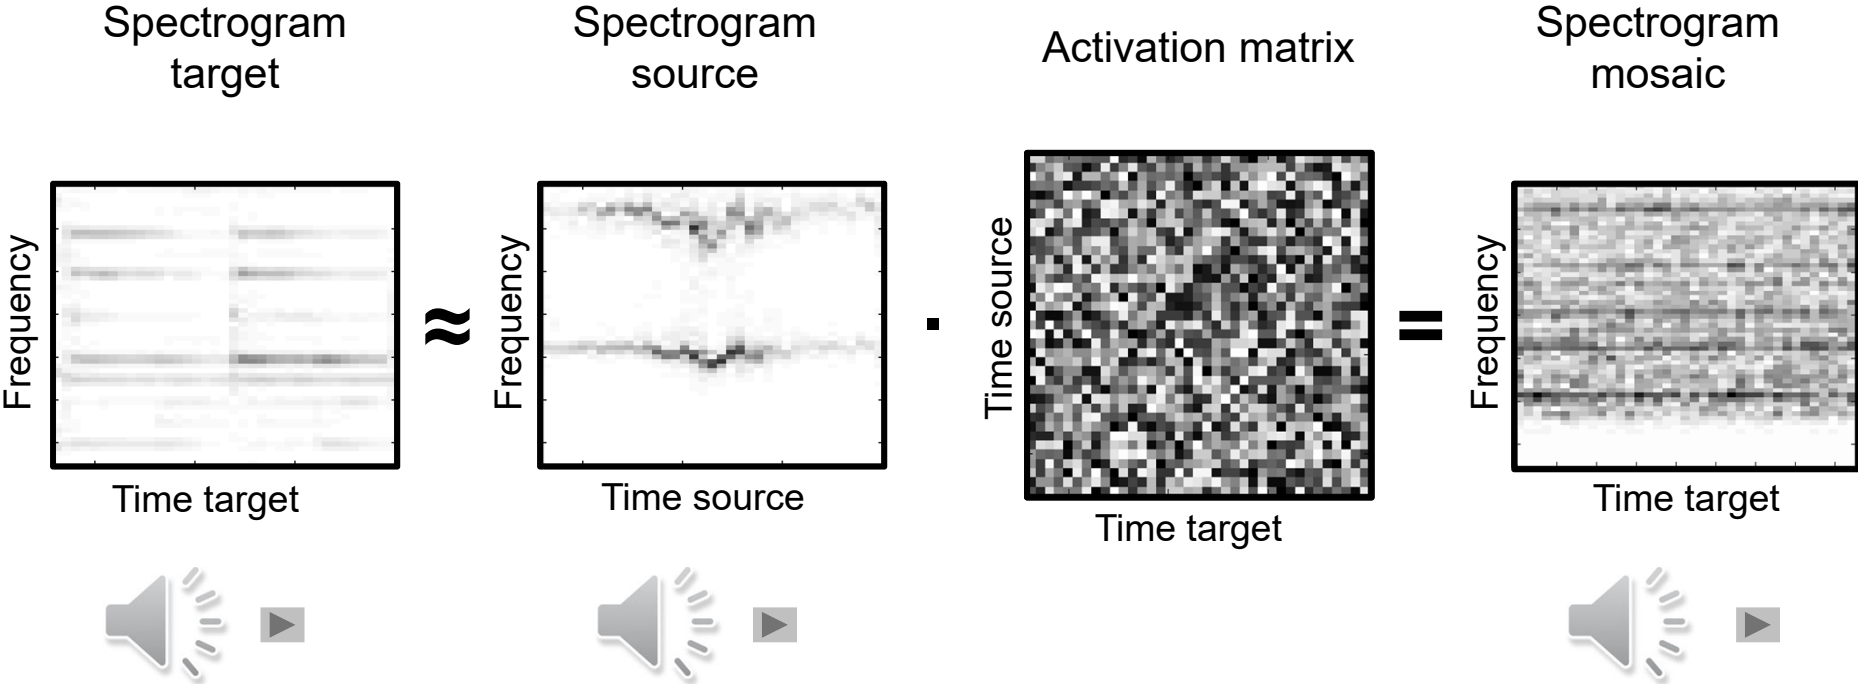 Spectrogram
target
Spectrogram
source
Activation matrix
Spectrogram
mosaic
Frequency
Time target
≈
Frequency
Time source
·
Time source
Time target
=
Frequency
Time target